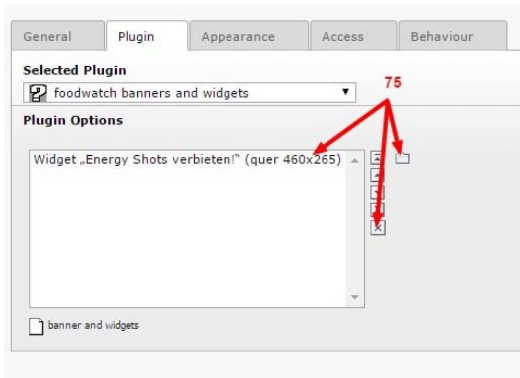 General Plugin Appearance Access Behaviour
Selected Plugin
foodwatch banners and widgets
75
Plugin Options
Widget „Energy Shots verbieten!“ (quer 460x265)
banner and widgets